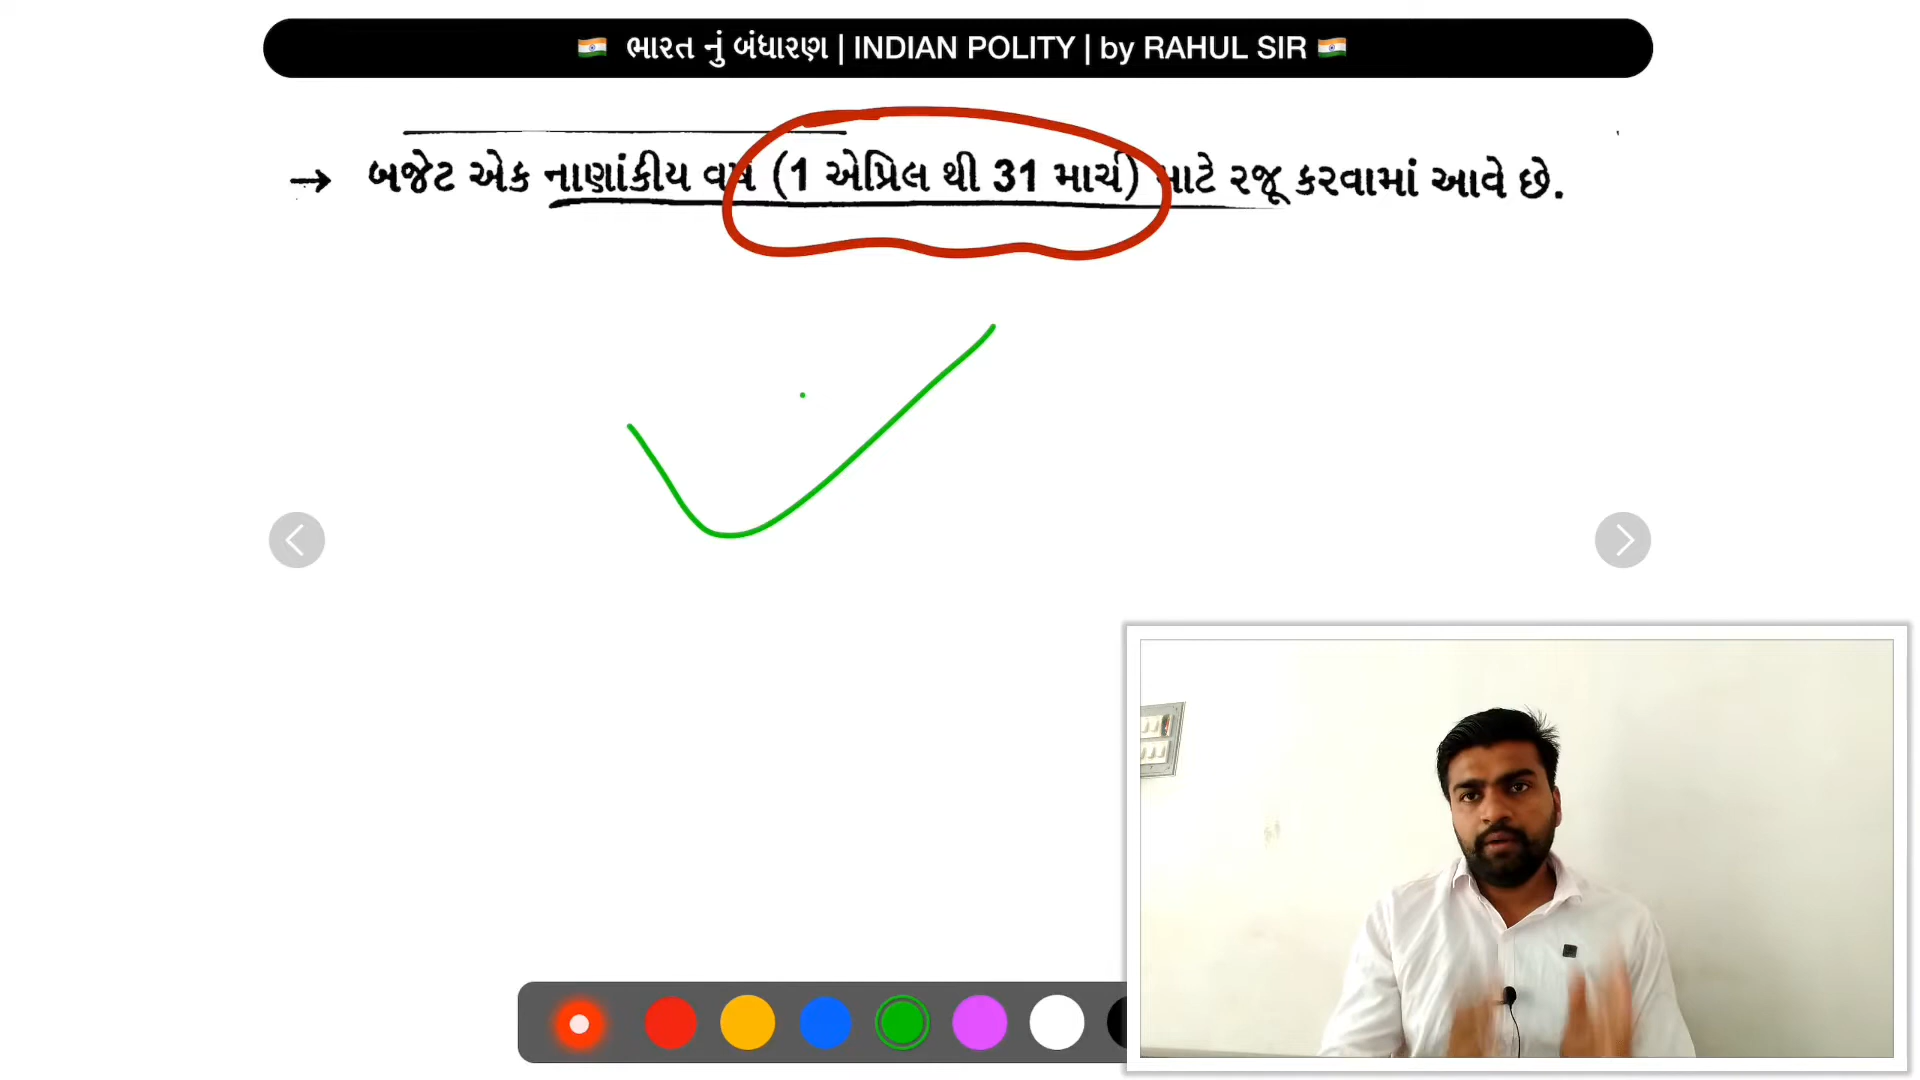 ભારત નું બંધારણ | INDIAN POLITY | by RAHUL SIR
→ બજેટ એક નાણાંકીય વર્ષ (1 એપ્રિલ થી 31 માર્ચ) માટે રજૂ કરવામાં આવે છે.